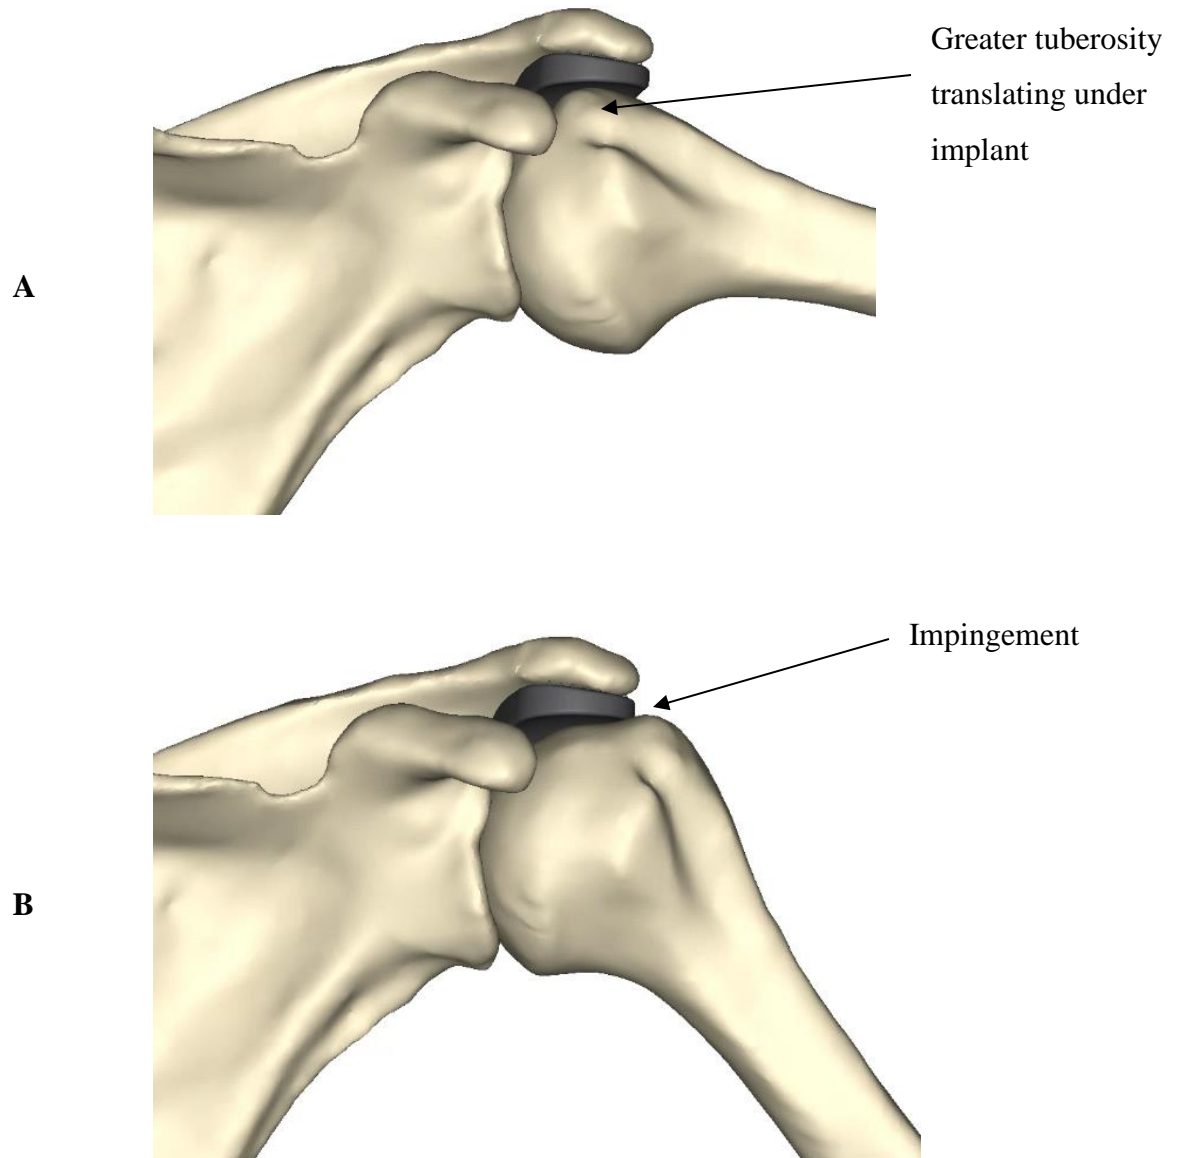 Greater tuberosity
translating under
implant
A
Impingement
B